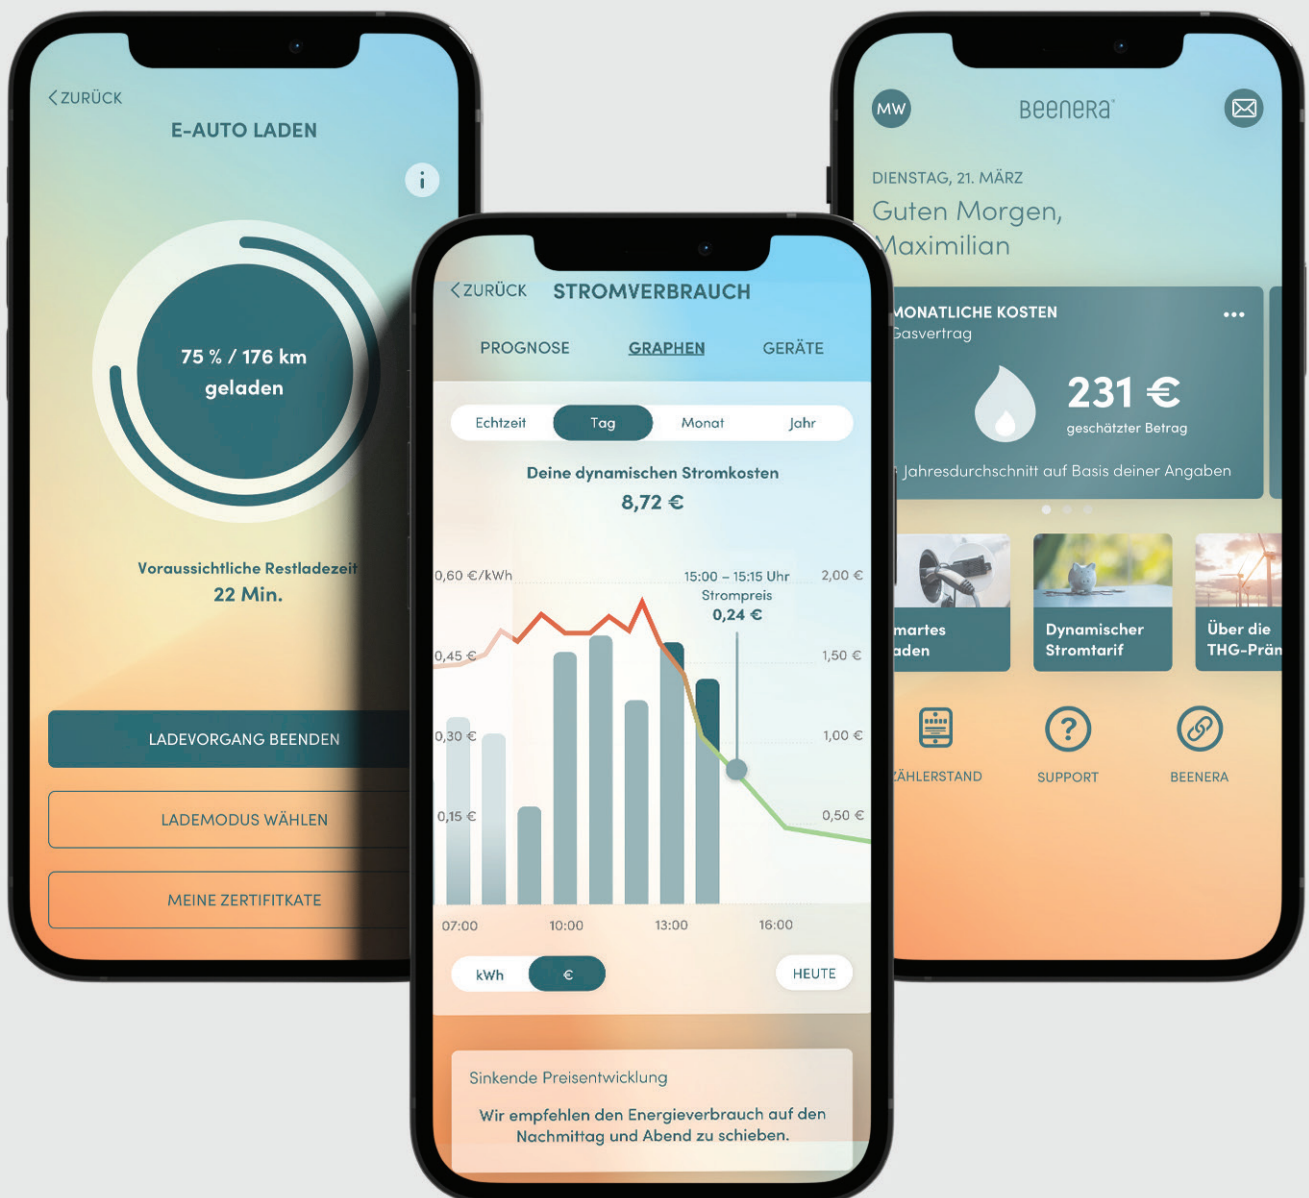 ZURÜCK
E-AUTO LADEN
i
75 % / 176 km
geladen
Voraussichtliche Restladezeit
22 Min.
LADEVORGANG BEENDEN
LADEMODUS WÄHLEN
MEINE ZERTIFITKATE
ZURÜCK STROMVERBRAUCH
PROGNOSE GRAPHEN GERÄTE
Echtzeit Tag Monat Jahr
Deine dynamischen Stromkosten
8,72 €
0,60 €/kWh
0,45 €
0,30 €
0,15 €
15:00 – 15:15 Uhr
Strompreis
0,24 €
2,00 €
1,50 €
1,00 €
0,50 €
07:00 10:00 13:00 16:00
kWh € HEUTE
Sinkende Preisentwicklung
Wir empfehlen den Energieverbrauch auf den
Nachmittag und Abend zu schieben.
MW BEENERA
DIENSTAG, 21. MÄRZ
Guten Morgen,
Maximilian
MONATLICHE KOSTEN
Gasvertrag
231 €
geschätzter Betrag
Jahresdurchschnitt auf Basis deiner Angaben
martes
aden
Dynamischer
Stromtarif
Über die
THG-Präm
ZÄHLERSTAND
?
SUPPORT
BEENERA